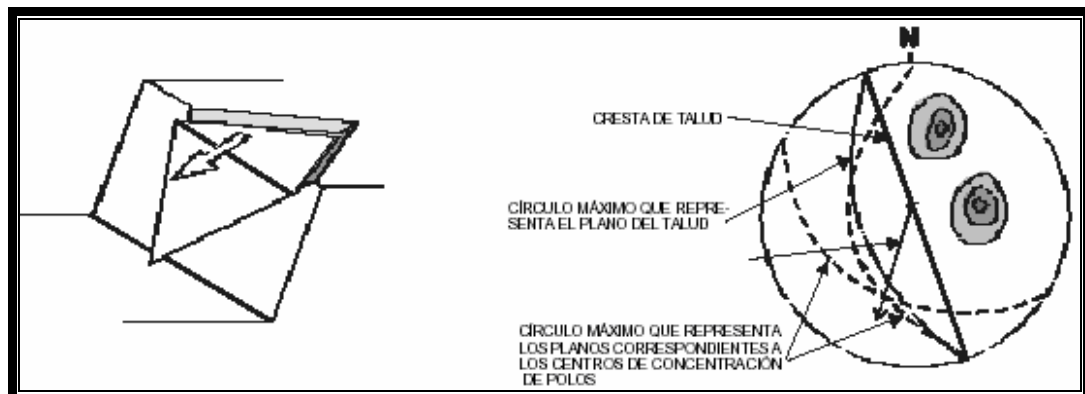 N
CRESTA DE TALUD
CÍRCULO MÁXIMO QUE REPRE-
SENTA EL PLANO DEL TALUD
CÍRCULO MÁXIMO QUE REPRESENTA
LOS PLANOS CORRESPONDIENTES A
LOS CENTROS DE CONCENTRACIÓN
DE POLOS